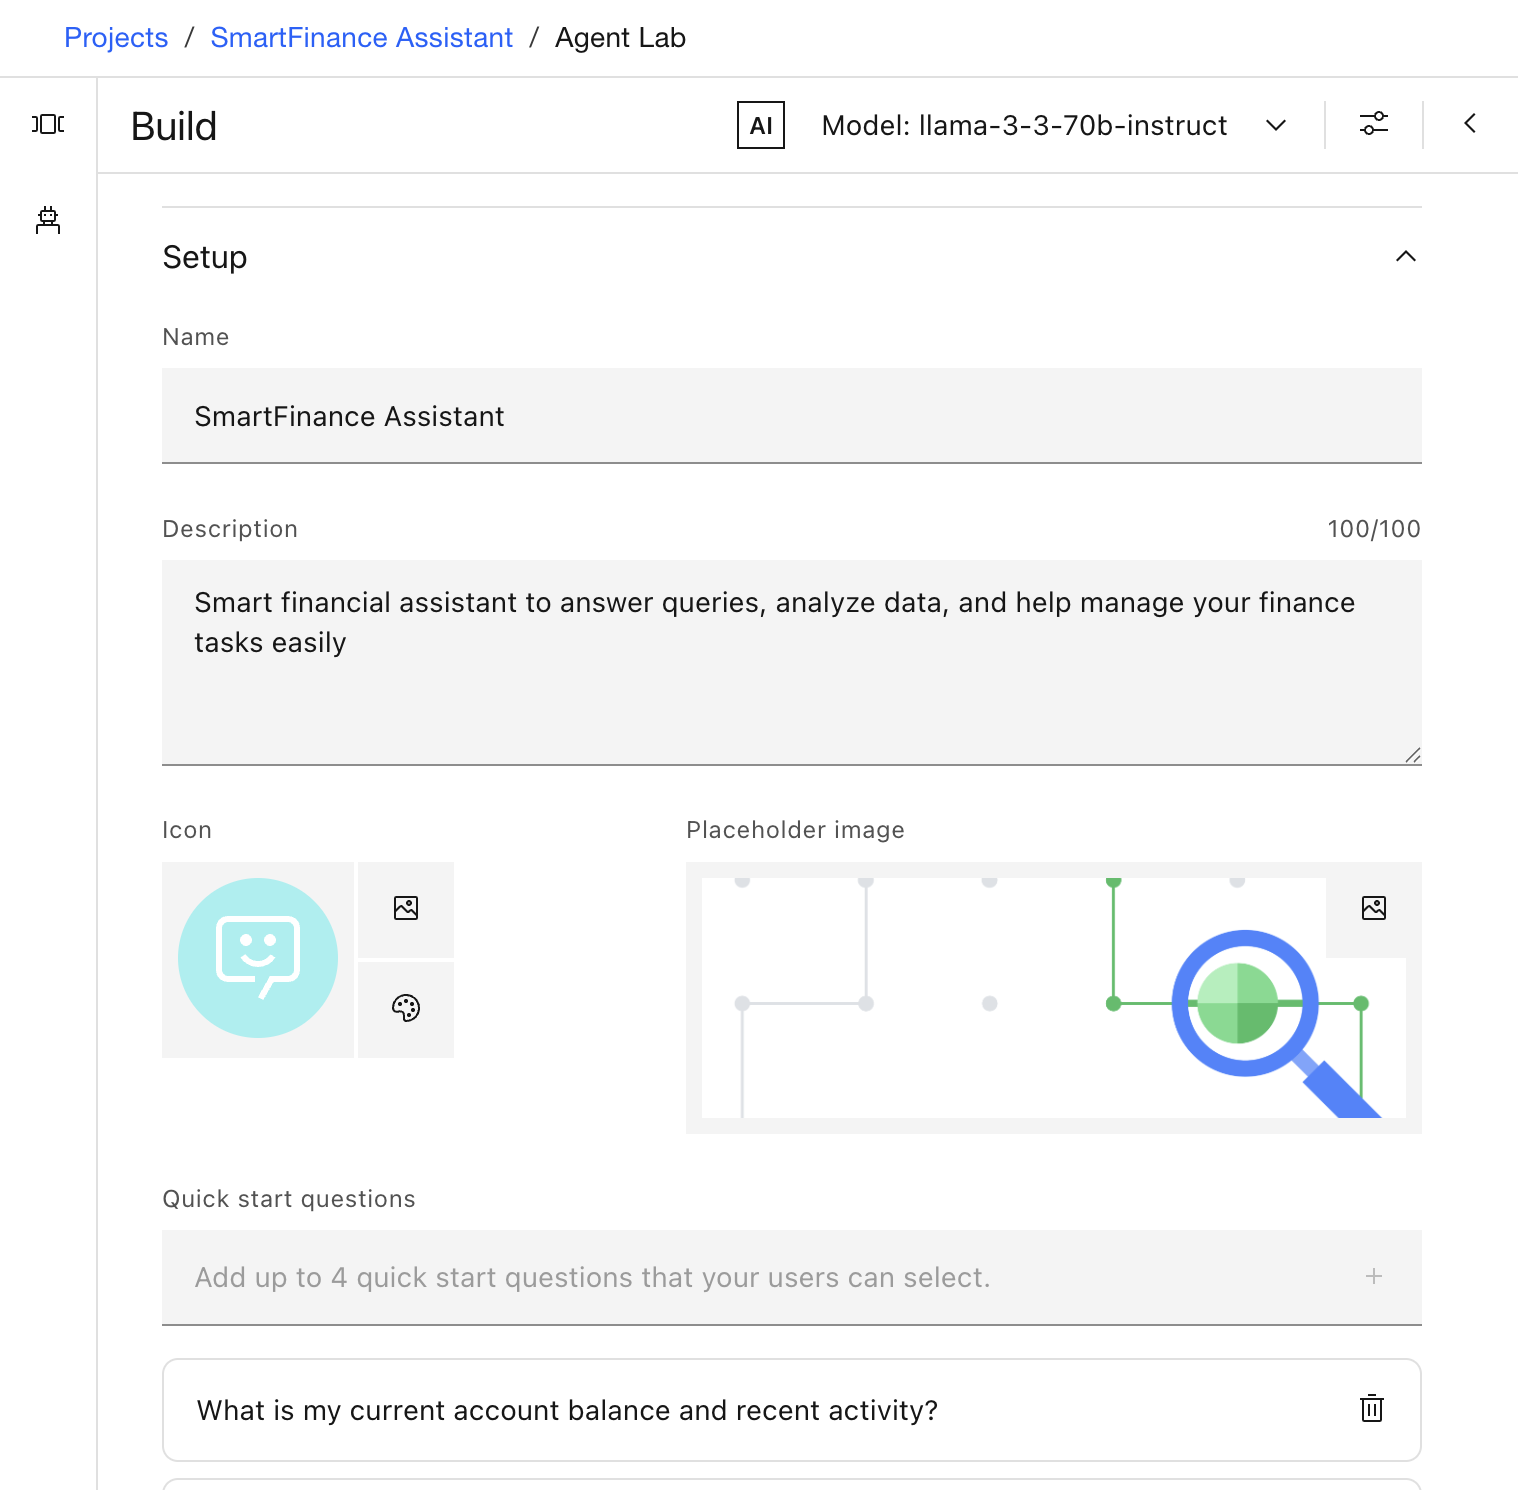 Projects / SmartFinance Assistant / Agent Lab
Build
AI
Model: llama-3-3-70b-instruct
Setup
Name
SmartFinance Assistant
Description
100/100
Smart financial assistant to answer queries, analyze data, and help manage your finance
tasks easily
Icon
Placeholder image
Quick start questions
Add up to 4 quick start questions that your users can select.
What is my current account balance and recent activity?